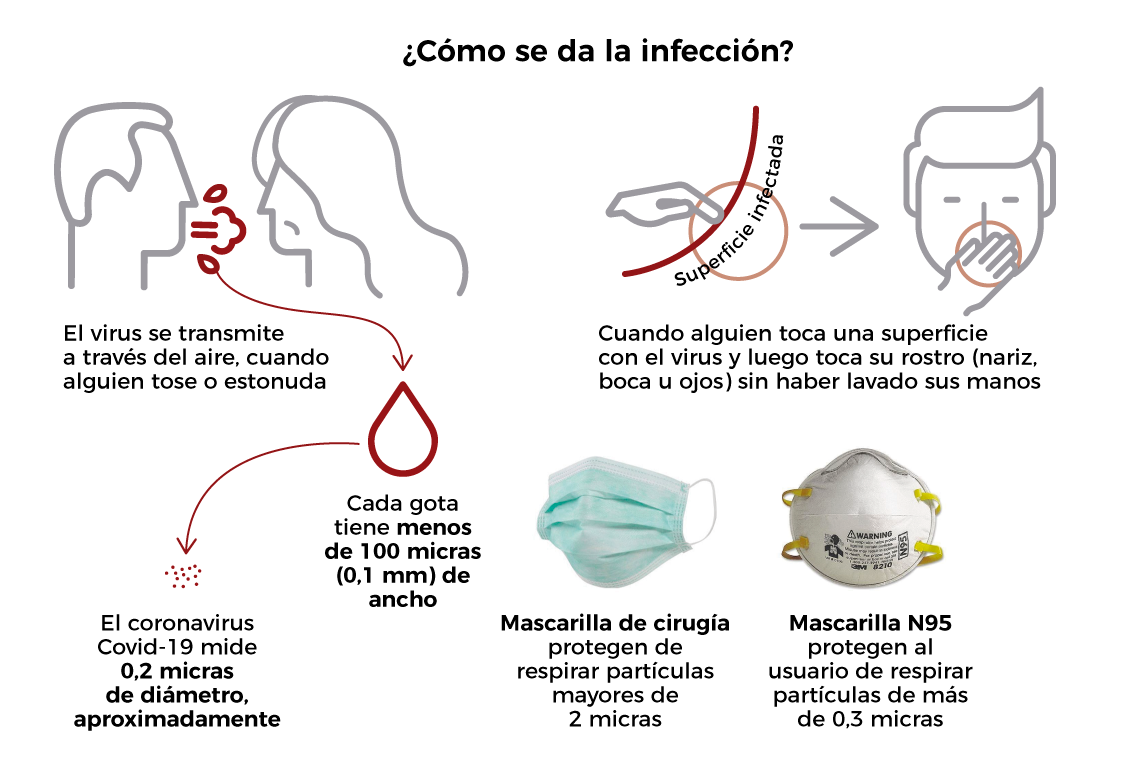 ¿Cómo se da la infección?
Superficie infectada
El virus se transmite
a través del aire, cuando
alguien tose o estonuda
Cuando alguien toca una superficie
con el virus y luego toca su rostro (nariz,
boca u ojos) sin haber lavado sus manos
Cada gota
tiene menos
de 100 micras
(0,1 mm) de
ancho
El coronavirus
Covid-19 mide
0,2 micras
de diámetro,
aproximadamente
WARNING
N95
3M 8210
Mascarilla de cirugía
protegen de
respirar partículas
mayores de
2 micras
Mascarilla N95
protegen al
usuario de respirar
partículas de más
de 0,3 micras